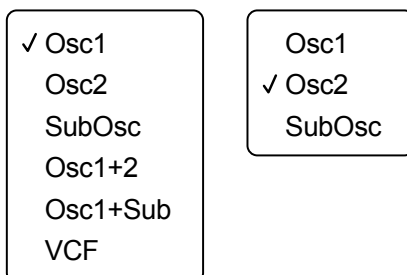 ✓ Osc1
Osc2
SubOsc
Osc1+2
Osc1+Sub
VCF
Osc1
✓ Osc2
SubOsc